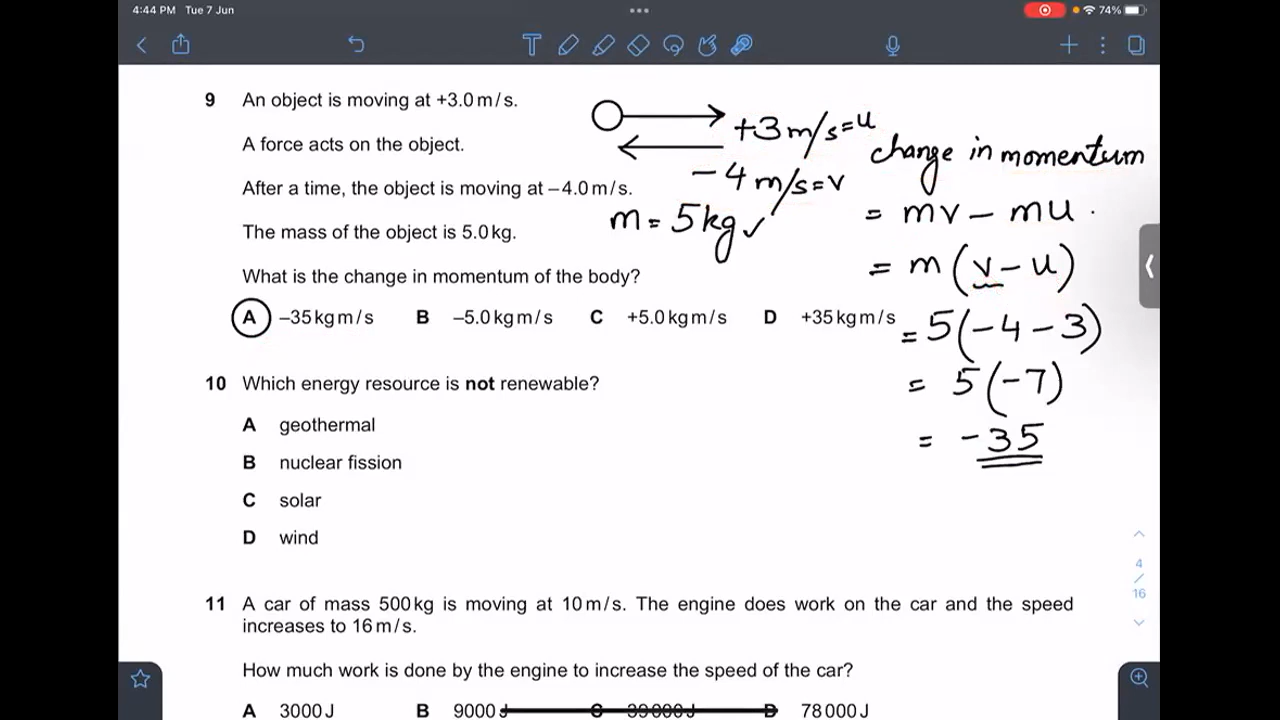 4:44 PM Tue 7 Jun
74%
9 An object is moving at +3.0 m/s.
A force acts on the object.
After a time, the object is moving at –4.0 m/s.
The mass of the object is 5.0 kg.
What is the change in momentum of the body?
A –35 kg m/s B –5.0 kg m/s C +5.0 kg m/s D +35 kg m/s
+3 m/s = u
-4 m/s = v
m = 5 kg ✓
change in momentum
= mv - mu
= m (v - u)
= 5(-4 - 3)
= 5(-7)
= -35
10 Which energy resource is not renewable?
A geothermal
B nuclear fission
C solar
D wind
11 A car of mass 500 kg is moving at 10 m/s. The engine does work on the car and the speed
increases to 16 m/s.
How much work is done by the engine to increase the speed of the car?
A 3000 J B 9000 J C 39 000 J D 78 000 J
4
/
16
T